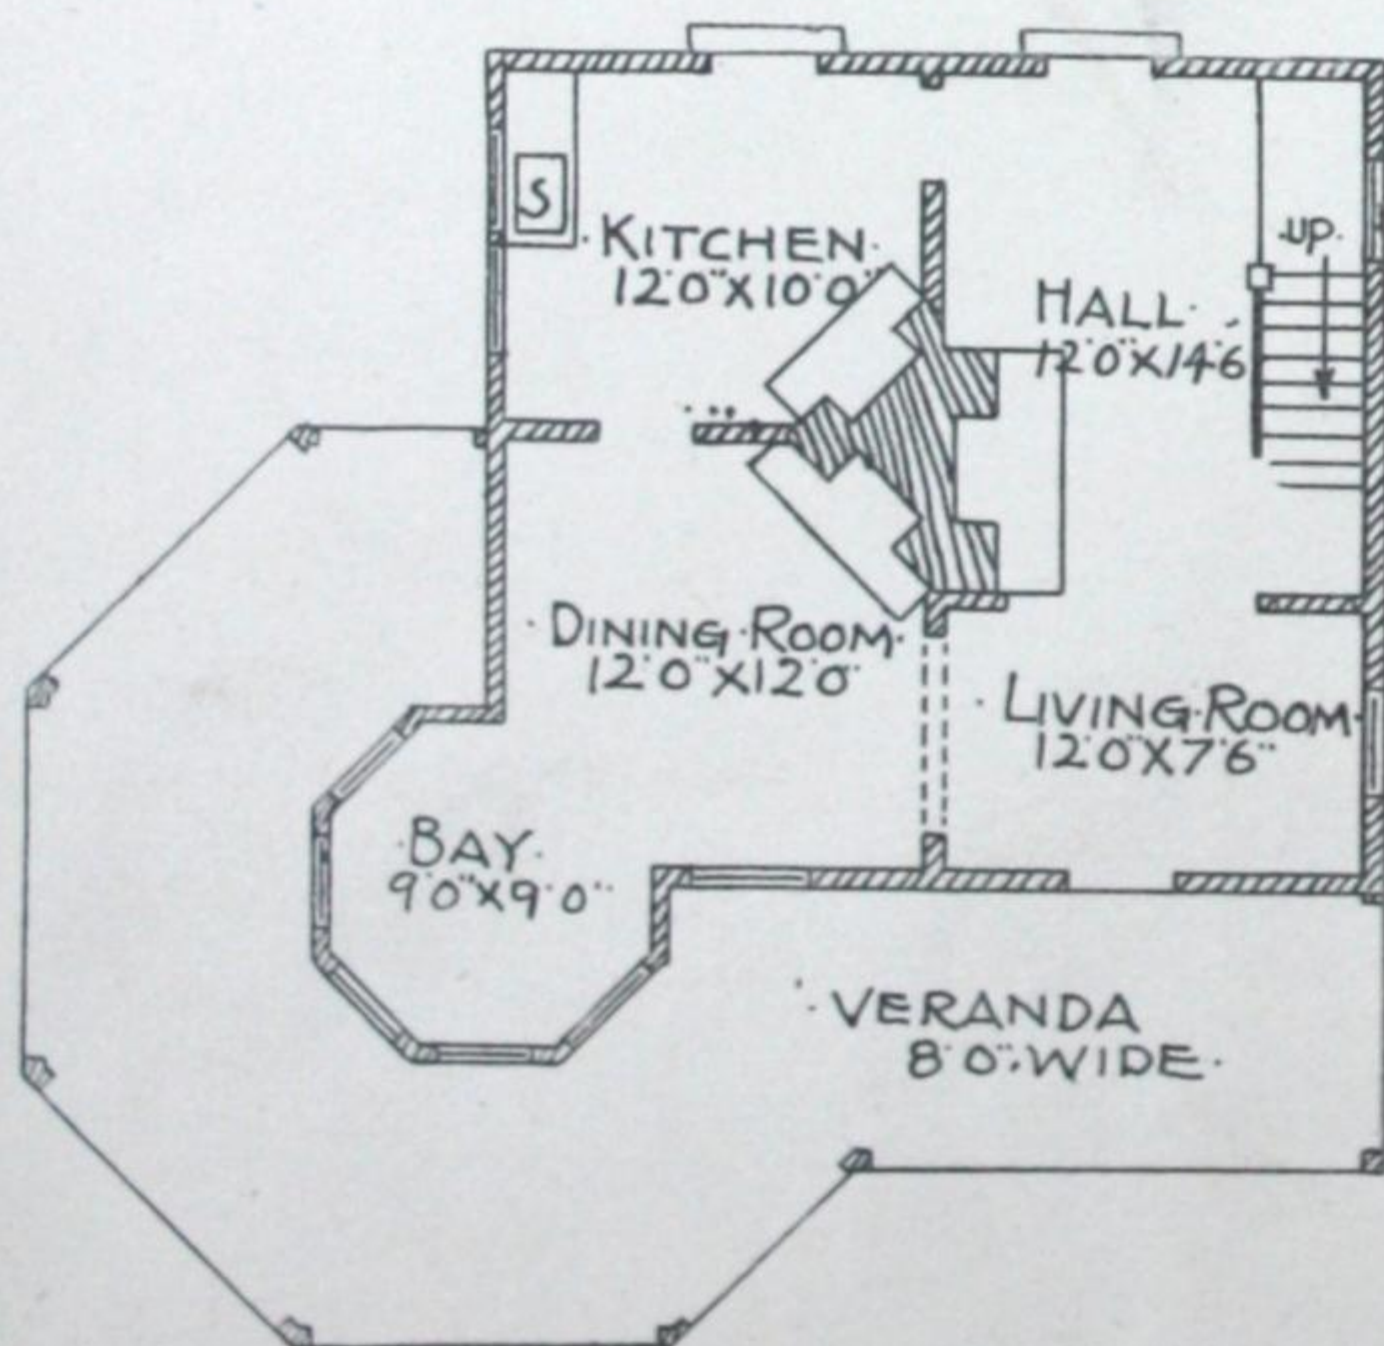 S
·KITCHEN·
12'0"X10'0"
UP.
HALL·
12'0"X14'6
·DINING·ROOM·
12'0"X12'0"
·LIVING·ROOM·
12'0"X7'6"
·BAY·
9'0"X9'0"
·VERANDA
8'0".WIDE·